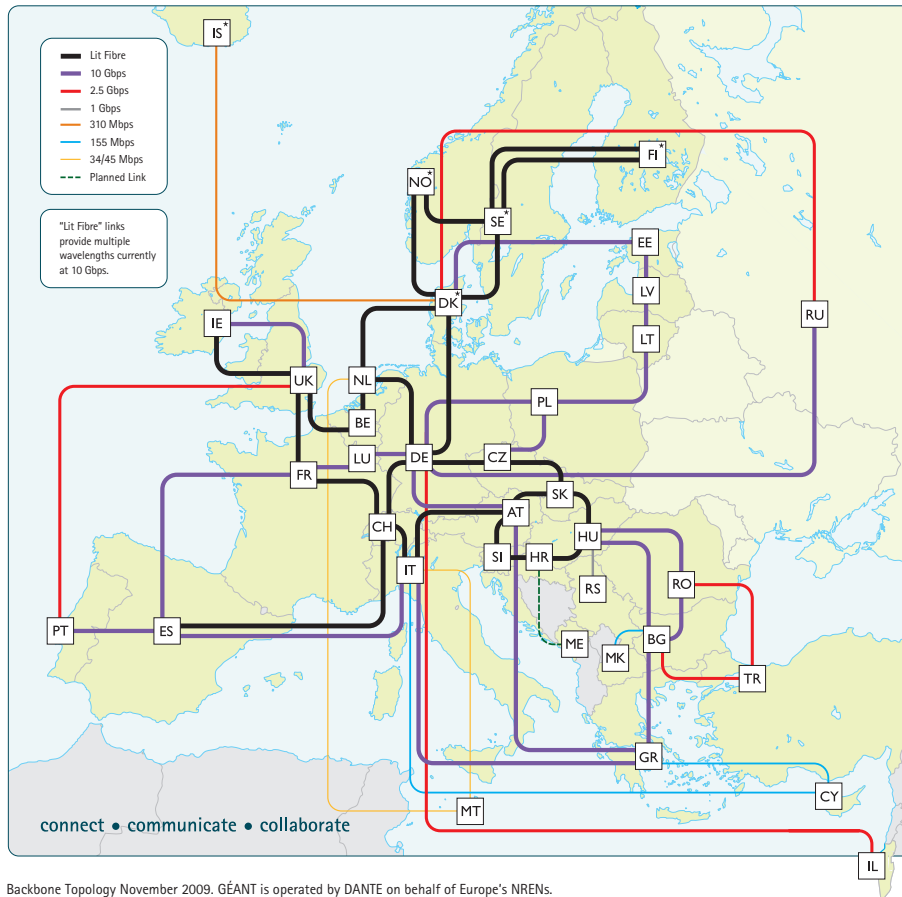 IS*
Lit Fibre
10 Gbps
2.5 Gbps
1 Gbps
310 Mbps
155 Mbps
34/45 Mbps
Planned Link
"Lit Fibre" links
provide multiple
wavelengths currently
at 10 Gbps.
FI*
NO*
SE*
EE
LV
DK*
RU
IE
LT
UK
NL
PL
BE
LU
DE
CZ
FR
SK
AT
CH
HU
SI
HR
IT
RS
RO
PT
ES
ME
BG
MK
TR
GR
CY
MT
connect • communicate • collaborate
IL
Backbone Topology November 2009. GÉANT is operated by DANTE on behalf of Europe's NRENs.